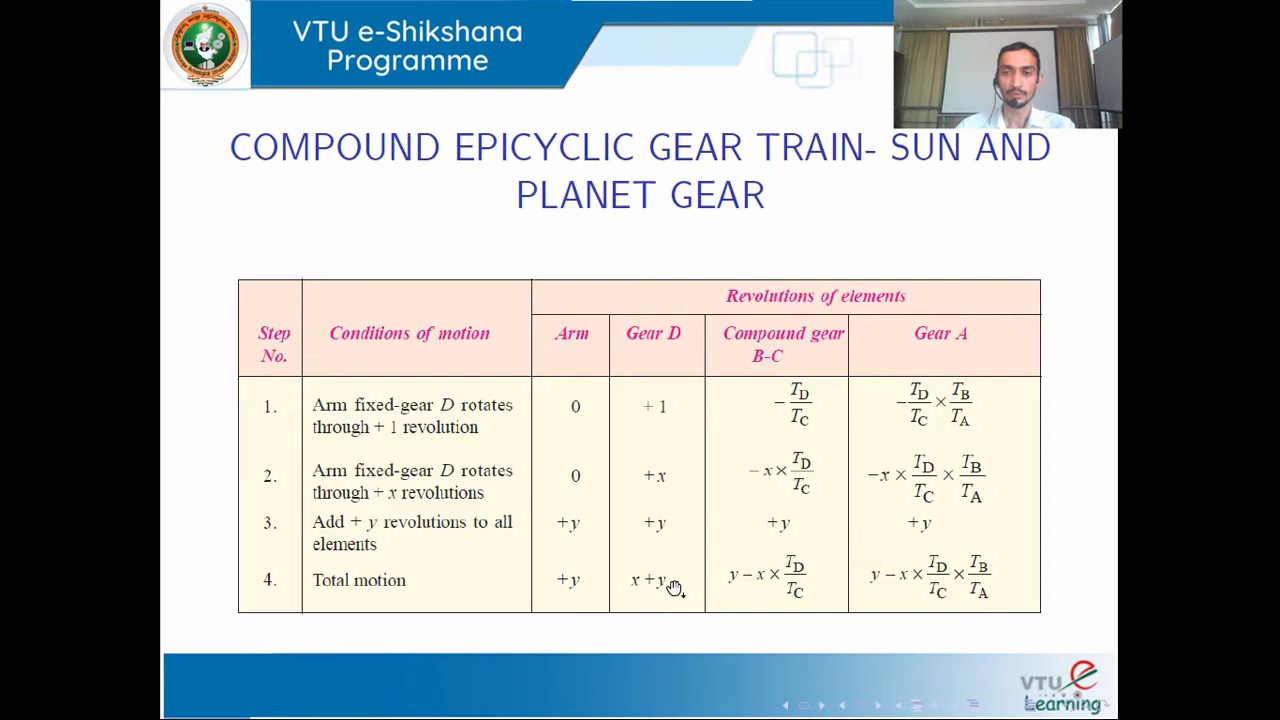 VTU e-Shikshana
Programme
COMPOUND EPICYCLIC GEAR TRAIN- SUN AND
PLANET GEAR
Revolutions of elements
Step
No.
Conditions of motion
Arm
Gear D
Compound gear
B-C
Gear A
1.
Arm fixed-gear D rotates
through + 1 revolution
0
+ 1
− T_D/T_C
− T_D/T_C × T_B/T_A
2.
Arm fixed-gear D rotates
through + x revolutions
0
+x
− x × T_D/T_C
− x × T_D/T_C × T_B/T_A
3.
Add + y revolutions to all
elements
+y
+y
+y
+y
4.
Total motion
+y
x + y
y − x × T_D/T_C
y − x × T_D/T_C × T_B/T_A
VTU e
Learning